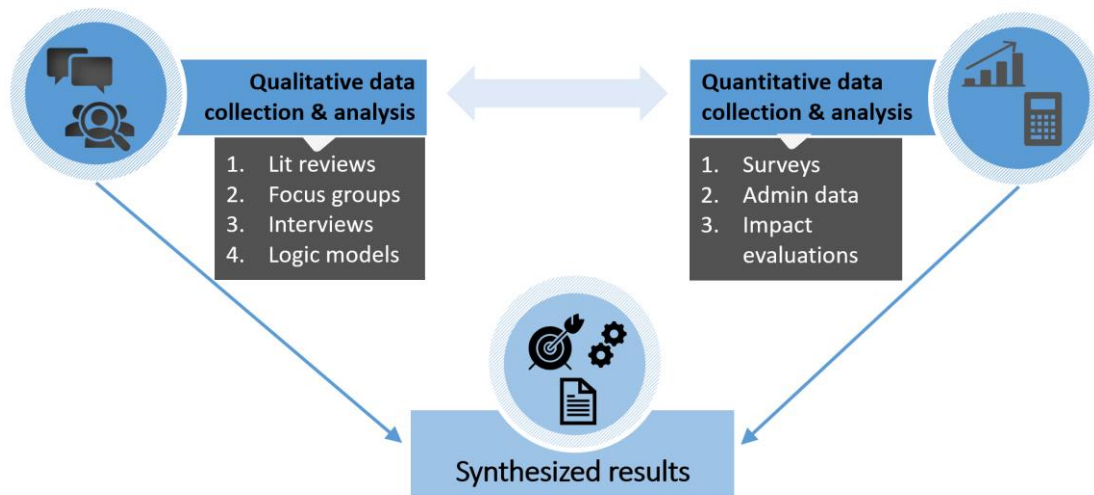 Qualitative data
collection & analysis
1. Lit reviews
2. Focus groups
3. Interviews
4. Logic models
Quantitative data
collection & analysis
1. Surveys
2. Admin data
3. Impact
evaluations
Synthesized results